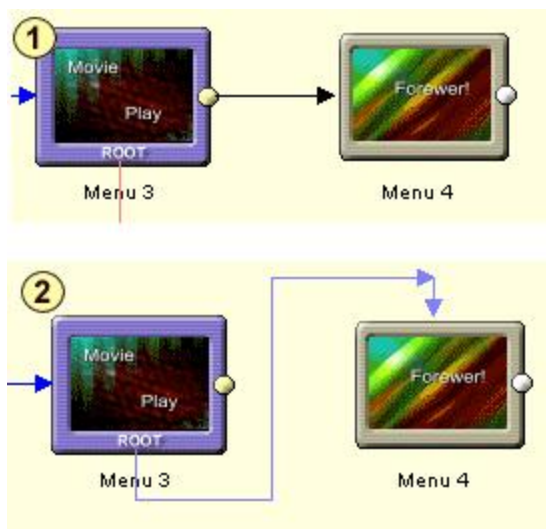 1
Movie
Play
ROOT
Menu 3
Forewer!
Menu 4
2
Movie
Play
ROOT
Menu 3
Forewer!
Menu 4